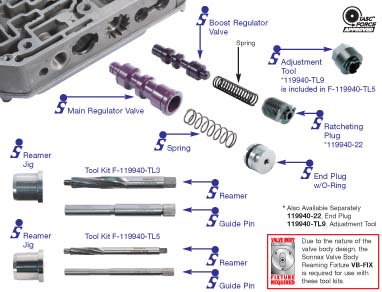 Boost Regulator
Valve
Spring
"TASC"
FORCE
APPROVED
Adjustment
Tool
*119940-TL9
is included in F-119940-TL5
Main Regulator Valve
Ratcheting
Plug
*119940-22
Spring
Reamer
Jig
Tool Kit F-119940-TL3
End Plug
w/O-Ring
Reamer
Guide Pin
* Also Available Separately
119940-22, End Plug
119940-TL9, Adjustment Tool
Reamer
Jig
Tool Kit F-119940-TL5
Reamer
Guide Pin
VALVE BODY
FIXTURE
REQUIRED
Due to the nature of the
valve body design, the
Sonnax Valve Body
Reaming Fixture VB-FIX
is required for use with
these tool kits.